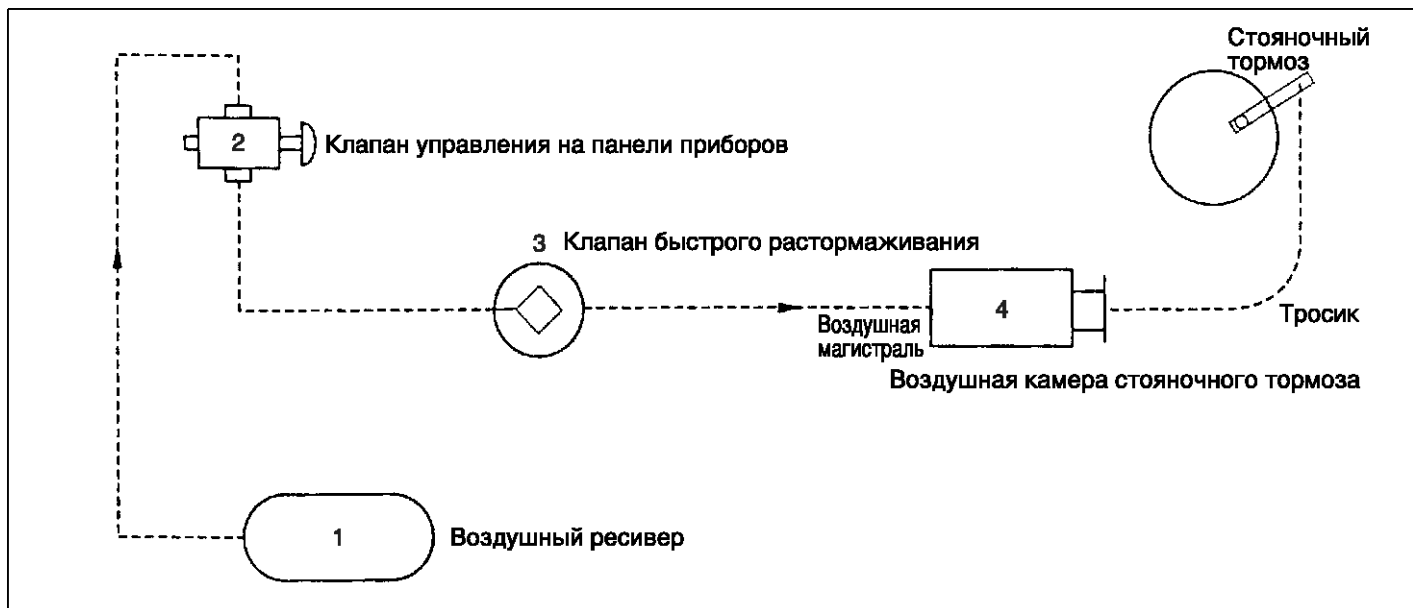 Стояночный
тормоз
2
Клапан управления на панели приборов
3 Клапан быстрого растормаживания
4
Воздушная
магистраль
Тросик
Воздушная камера стояночного тормоза
1
Воздушный ресивер